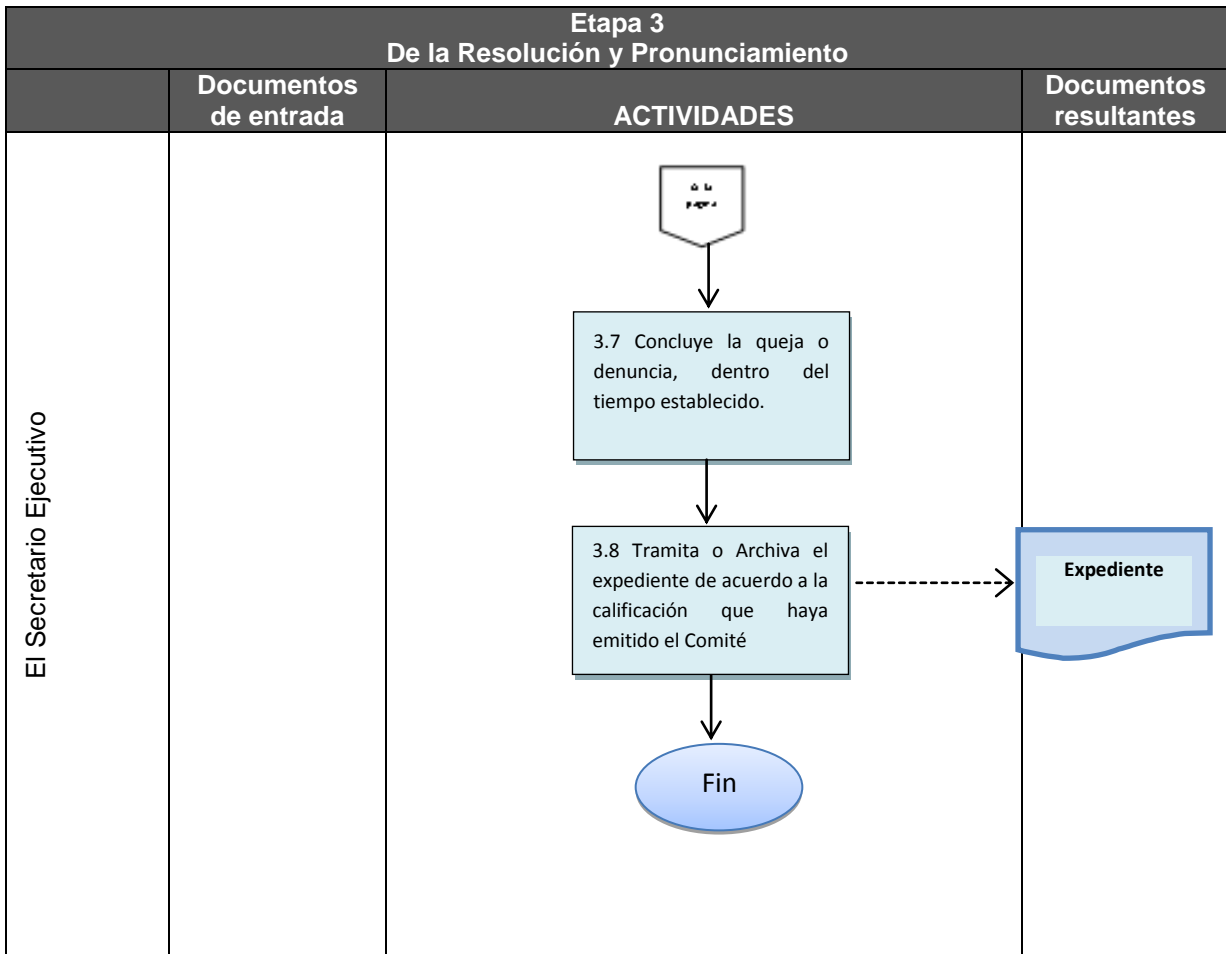 Etapa 3
De la Resolución y Pronunciamiento
Documentos
de entrada
ACTIVIDADES
Documentos
resultantes
El Secretario Ejecutivo
3.7 Concluye la queja o
denuncia, dentro del
tiempo establecido.
3.8 Tramita o Archiva el
expediente de acuerdo a la
calificación que haya
emitido el Comité
Expediente
Fin